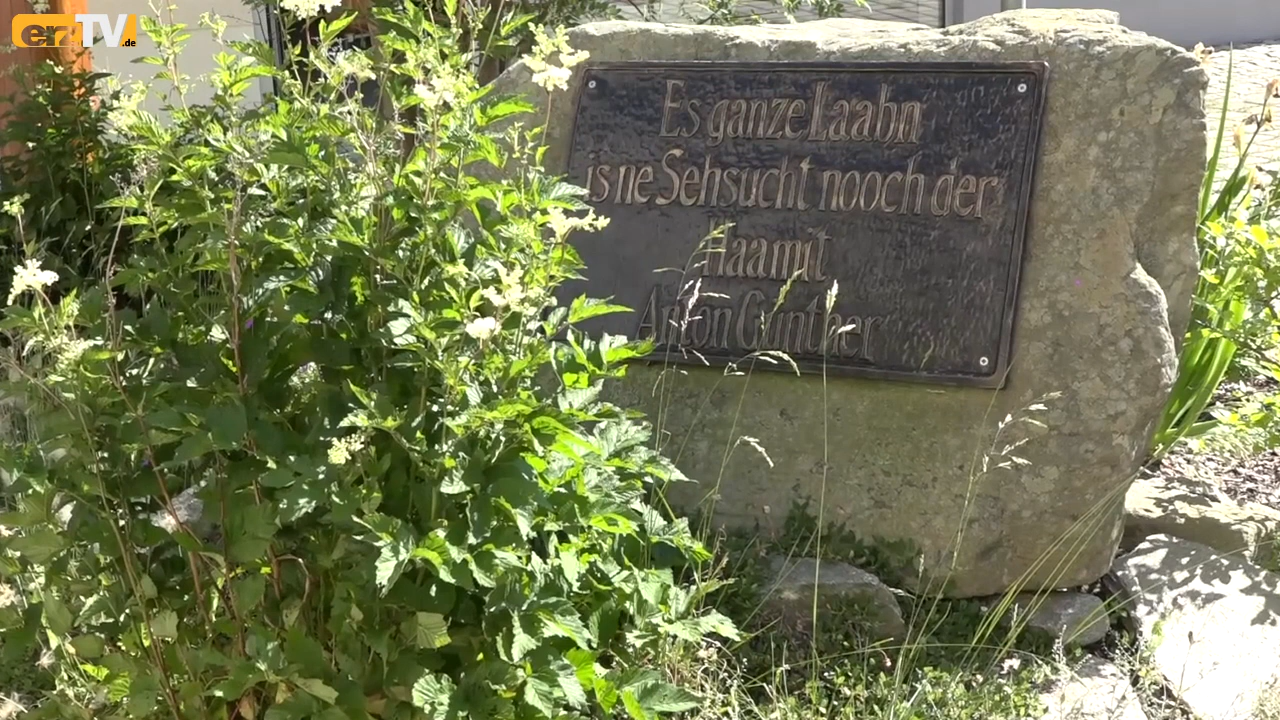 erzTV.de
Es ganze Laabn
is ne Sehsucht nooch der
Haamit
Anton Günther